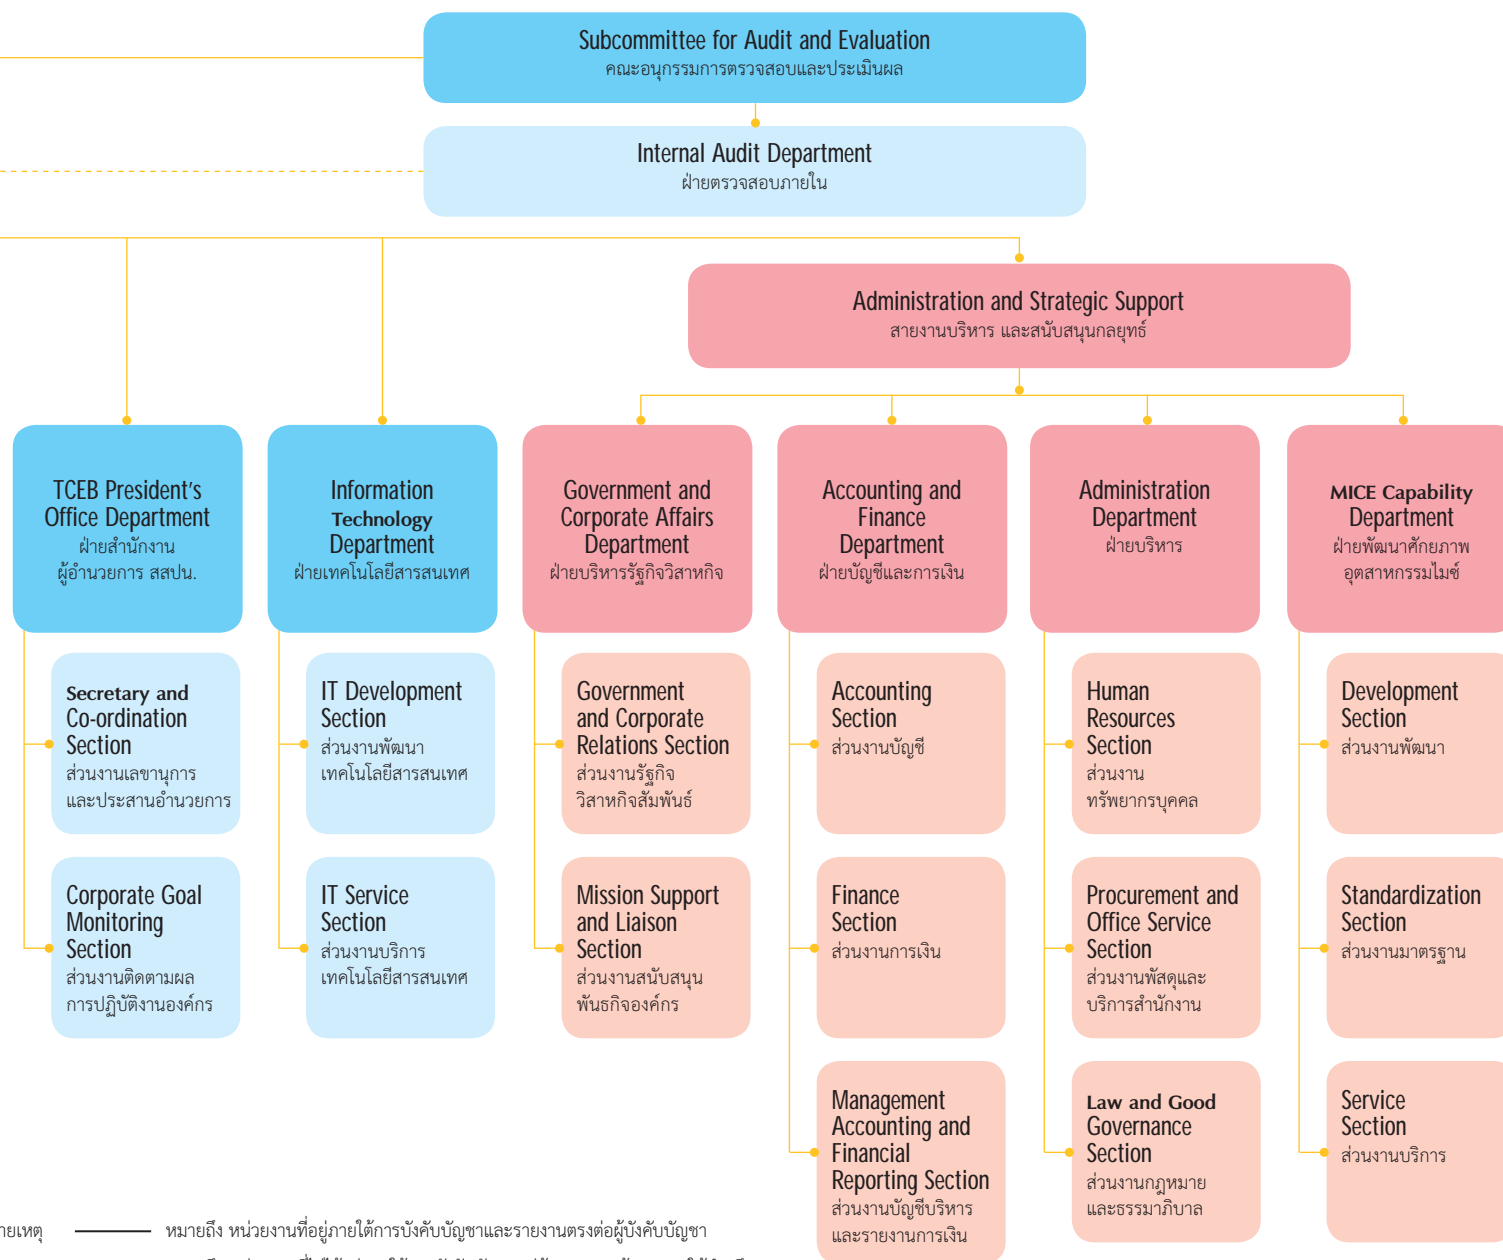 Subcommittee for Audit and Evaluation
คณะอนุกรรมการตรวจสอบและประเมินผล
Internal Audit Department
ฝ่ายตรวจสอบภายใน
Administration and Strategic Support
สายงานบริหาร และสนับสนุนกลยุทธ์
TCEB President's
Office Department
ฝ่ายสำนักงาน
ผู้อำนวยการ สสปน.
Information
Technology
Department
ฝ่ายเทคโนโลยีสารสนเทศ
Government and
Corporate Affairs
Department
ฝ่ายบริหารรัฐกิจวิสาหกิจ
Accounting and
Finance
Department
ฝ่ายบัญชีและการเงิน
Administration
Department
ฝ่ายบริหาร
MICE Capability
Department
ฝ่ายพัฒนาศักยภาพ
อุตสาหกรรมไมซ์
Secretary and
Co-ordination
Section
ส่วนงานเลขานุการ
และประสานอำนวยการ
IT Development
Section
ส่วนงานพัฒนา
เทคโนโลยีสารสนเทศ
Government
and Corporate
Relations Section
ส่วนงานรัฐกิจ
วิสาหกิจสัมพันธ์
Accounting
Section
ส่วนงานบัญชี
Human
Resources
Section
ส่วนงาน
ทรัพยากรบุคคล
Development
Section
ส่วนงานพัฒนา
Corporate Goal
Monitoring
Section
ส่วนงานติดตามผล
การปฏิบัติงานองค์กร
IT Service
Section
ส่วนงานบริการ
เทคโนโลยีสารสนเทศ
Mission Support
and Liaison
Section
ส่วนงานสนับสนุน
พันธกิจองค์กร
Finance
Section
ส่วนงานการเงิน
Procurement and
Office Service
Section
ส่วนงานพัสดุและ
บริการสำนักงาน
Standardization
Section
ส่วนงานมาตรฐาน
Management
Accounting and
Financial
Reporting Section
ส่วนงานบัญชีบริหาร
และรายงานการเงิน
Law and Good
Governance
Section
ส่วนงานกฎหมาย
และธรรมาภิบาล
Service
Section
ส่วนงานบริการ
ายเหตุ หมายถึง หน่วยงานที่อยู่ภายใต้การบังคับบัญชาและรายงานตรงต่อผู้บังคับบัญชา